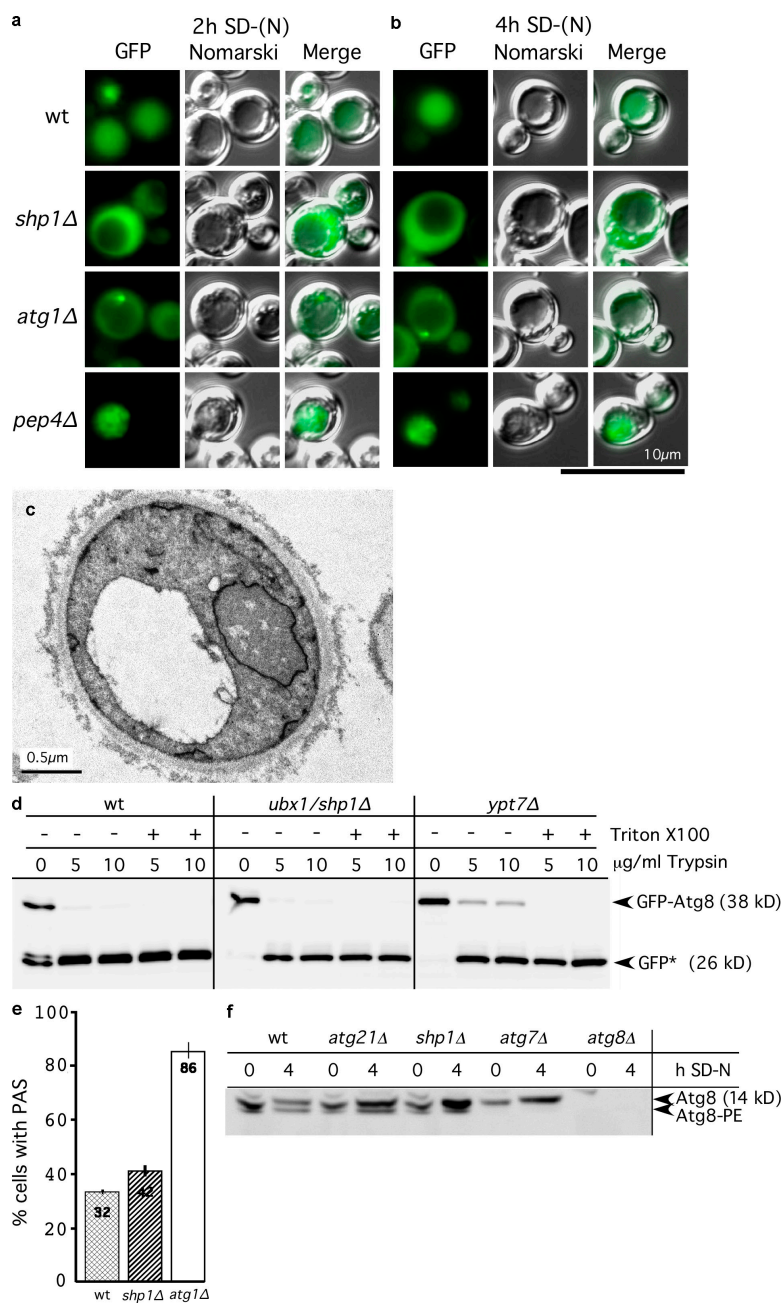 a
2h SD-(N)
GFP Nomarski Merge
b
4h SD-(N)
GFP Nomarski Merge
wt
shp1Δ
atg1Δ
pep4Δ
10µm
c
0.5µm
d
wt ubx1/shp1Δ ypt7Δ
- - - + + - - - + + - - - + + Triton X100
0 5 10 5 10 0 5 10 5 10 0 5 10 5 10 µg/ml Trypsin
GFP-Atg8 (38 kD)
GFP* (26 kD)
e
% cells with PAS
100
80
60
40
20
0
32
42
86
wt shp1Δ atg1Δ
f
wt atg21Δ shp1Δ atg7Δ atg8Δ
0 4 0 4 0 4 0 4 0 4 h SD-N
Atg8 (14 kD)
Atg8-PE